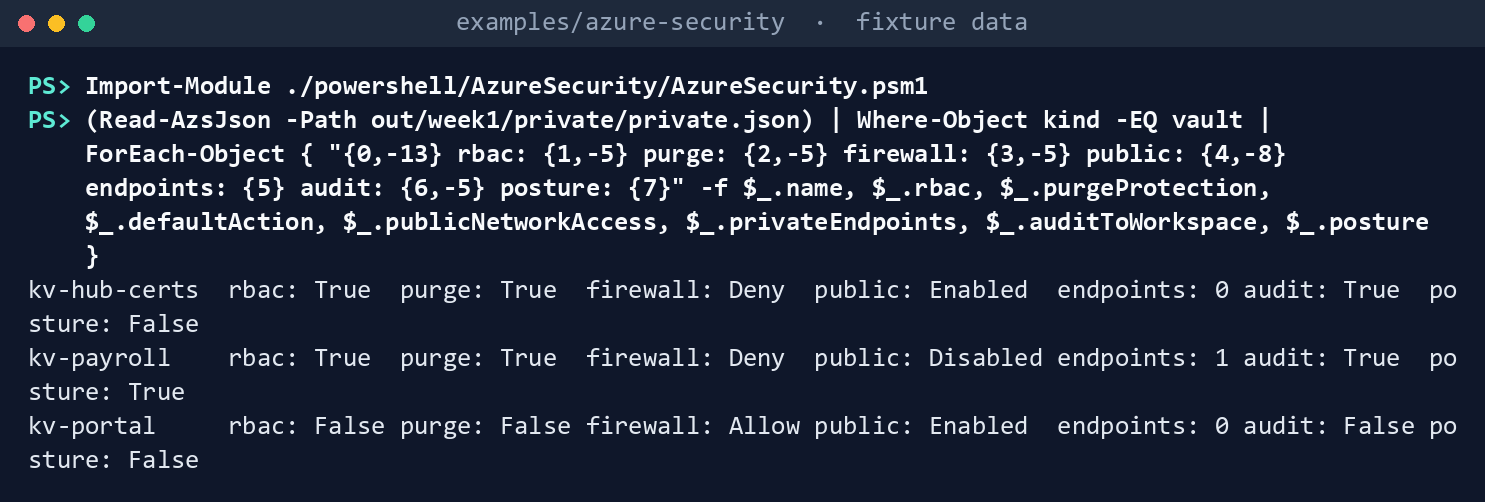 examples/azure-security  ·  fixture data
PS> Import-Module ./powershell/AzureSecurity/AzureSecurity.psm1
PS> (Read-AzsJson -Path out/week1/private/private.json) | Where-Object kind -EQ vault |
    ForEach-Object { "{0,-13} rbac: {1,-5} purge: {2,-5} firewall: {3,-5} public: {4,-8}
    endpoints: {5} audit: {6,-5} posture: {7}" -f $_.name, $_.rbac, $_.purgeProtection,
    $_.defaultAction, $_.publicNetworkAccess, $_.privateEndpoints, $_.auditToWorkspace, $_.posture
    }
kv-hub-certs  rbac: True  purge: True  firewall: Deny  public: Enabled  endpoints: 0 audit: True  po
sture: False
kv-payroll    rbac: True  purge: True  firewall: Deny  public: Disabled endpoints: 1 audit: True  po
sture: True
kv-portal     rbac: False purge: False firewall: Allow public: Enabled  endpoints: 0 audit: False po
sture: False